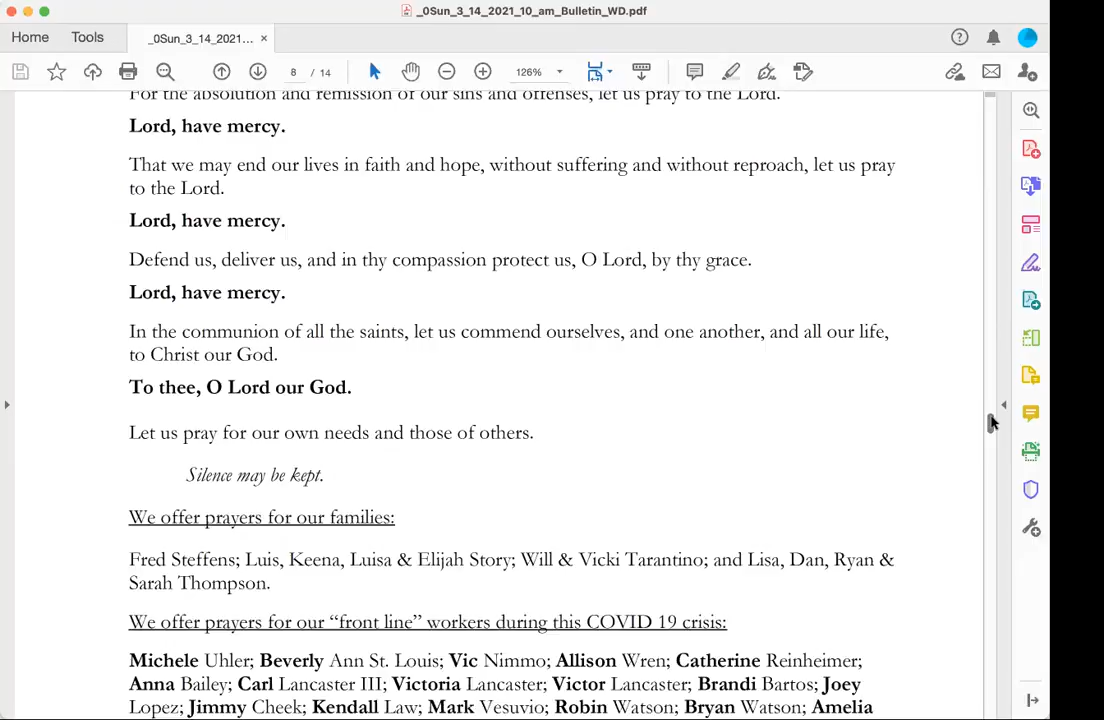 _0Sun_3_14_2021_10_am_Bulletin_WD.pdf
Home Tools _0Sun_3_14_2021... ×
8 / 14 126%
For the absolution and remission of our sins and offenses, let us pray to the Lord.
Lord, have mercy.
That we may end our lives in faith and hope, without suffering and without reproach, let us pray
to the Lord.
Lord, have mercy.
Defend us, deliver us, and in thy compassion protect us, O Lord, by thy grace.
Lord, have mercy.
In the communion of all the saints, let us commend ourselves, and one another, and all our life,
to Christ our God.
To thee, O Lord our God.
Let us pray for our own needs and those of others.
Silence may be kept.
We offer prayers for our families:
Fred Steffens; Luis, Keena, Luisa & Elijah Story; Will & Vicki Tarantino; and Lisa, Dan, Ryan &
Sarah Thompson.
We offer prayers for our “front line” workers during this COVID 19 crisis:
Michele Uhler; Beverly Ann St. Louis; Vic Nimmo; Allison Wren; Catherine Reinheimer;
Anna Bailey; Carl Lancaster III; Victoria Lancaster; Victor Lancaster; Brandi Bartos; Joey
Lopez; Jimmy Cheek; Kendall Law; Mark Vesuvio; Robin Watson; Bryan Watson; Amelia